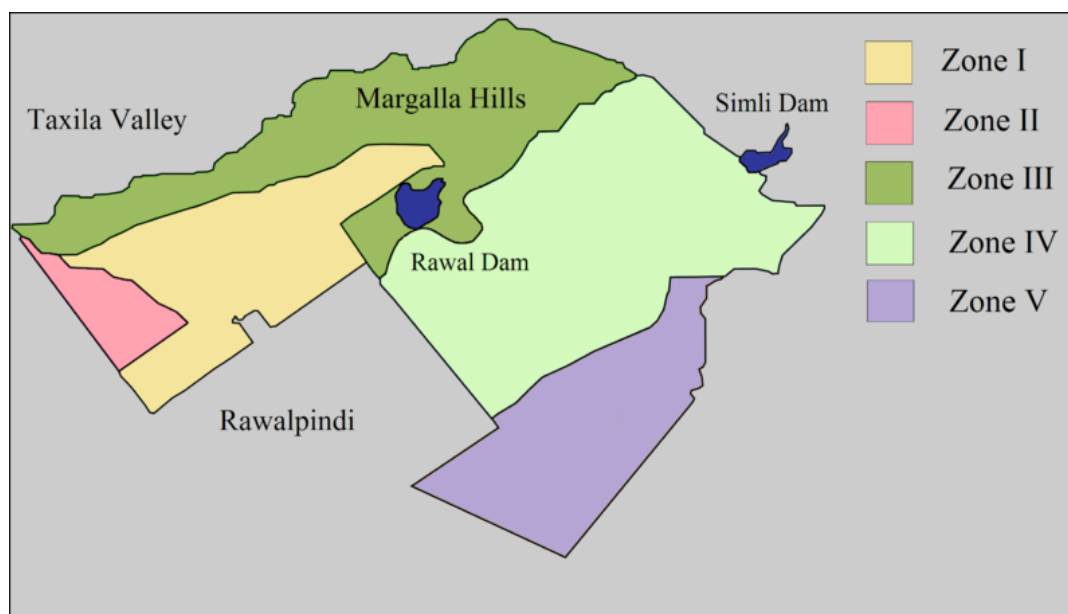 Taxila Valley
Margalla Hills
Simli Dam
Rawal Dam
Rawalpindi
Zone I
Zone II
Zone III
Zone IV
Zone V